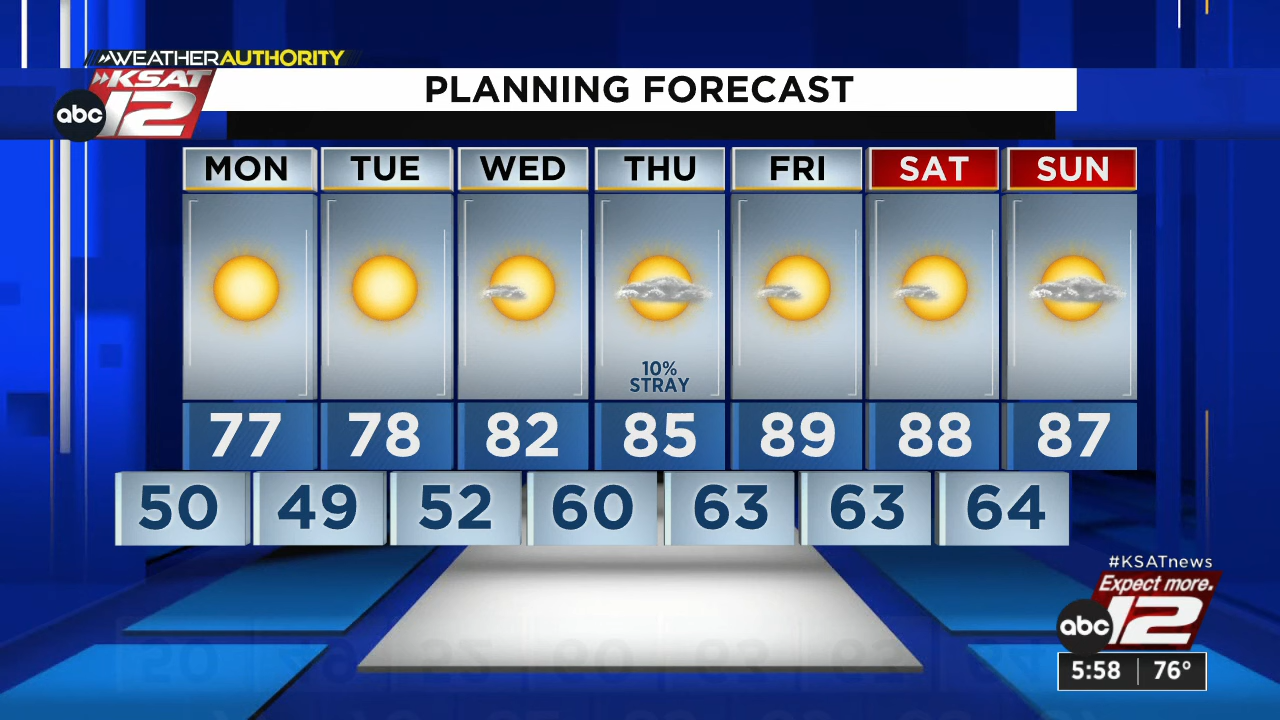 WEATHERAUTHORITY
KSAT
abc 12
PLANNING FORECAST
MON TUE WED THU FRI SAT SUN
10%
STRAY
77 78 82 85 89 88 87
50 49 52 60 63 63 64
#KSATnews
Expect more.
abc 12
5:58 76°